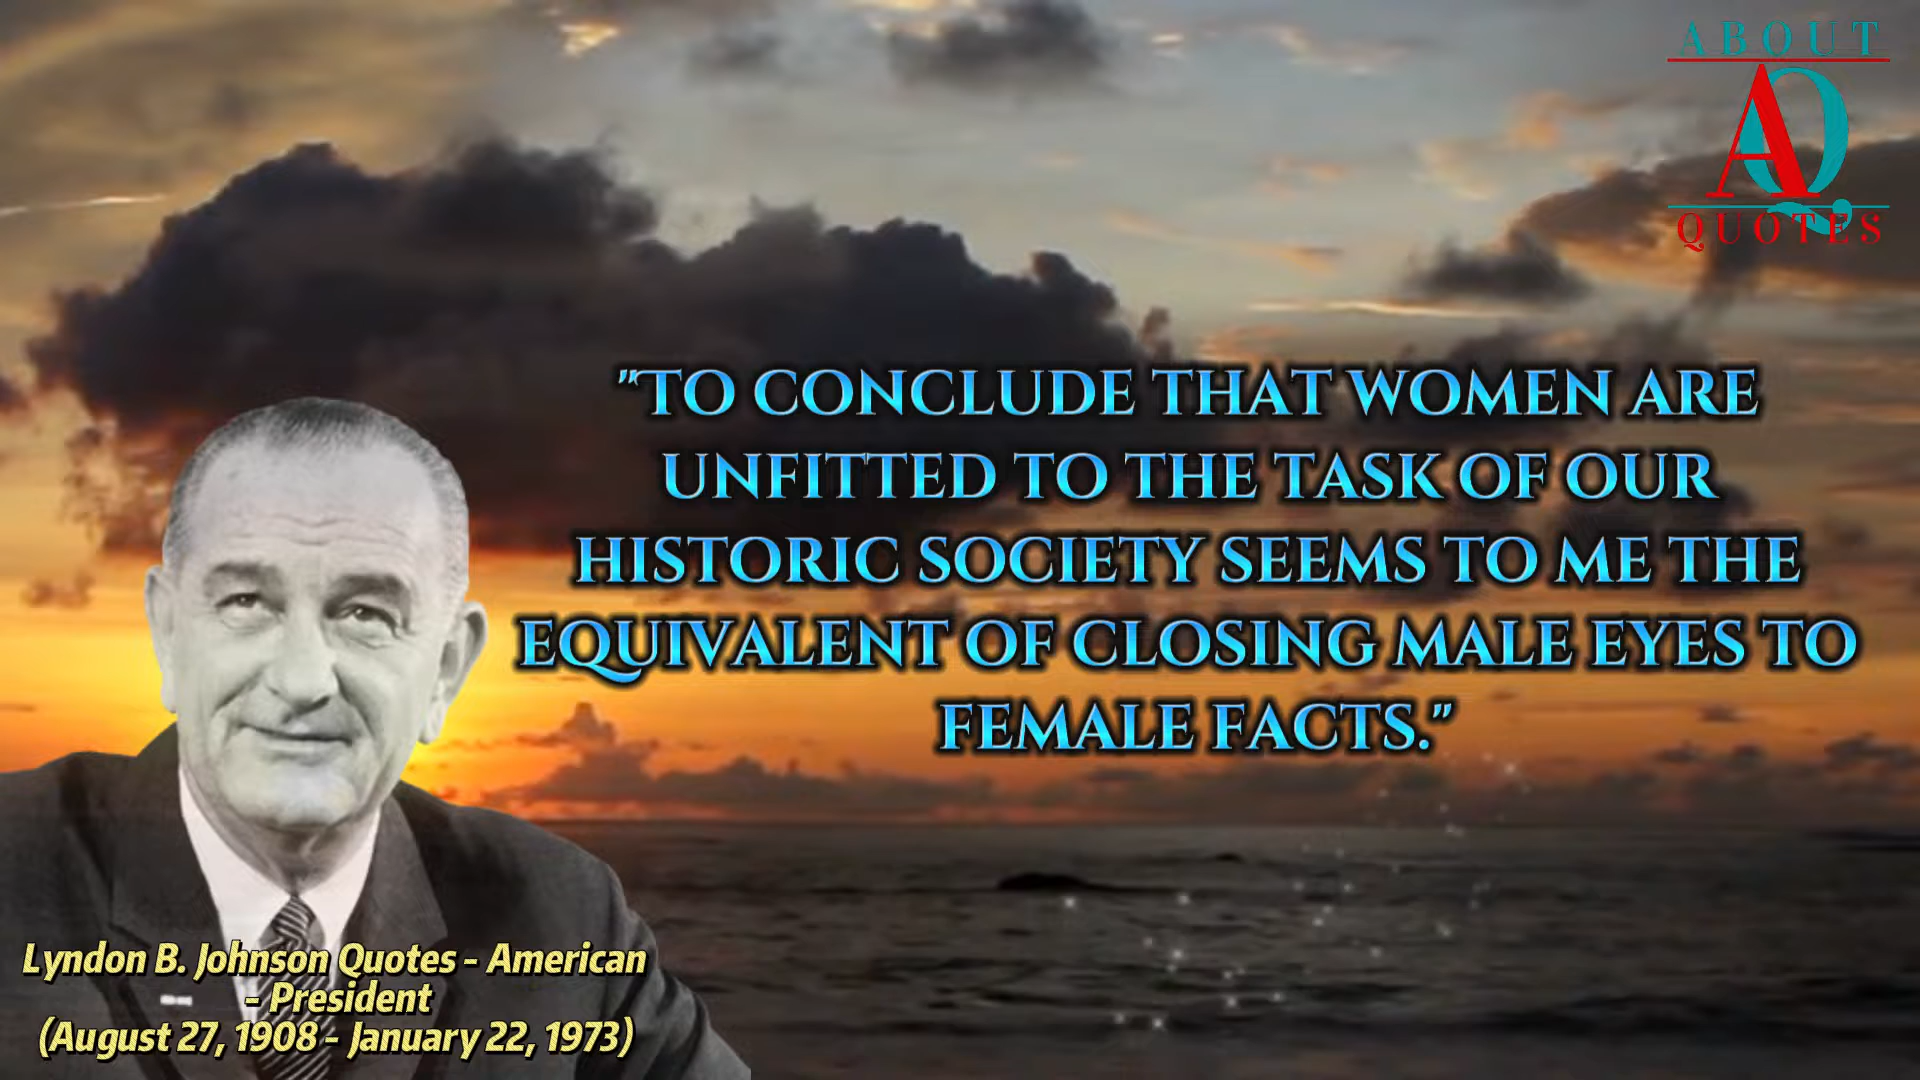 ABOUT
AQ
QUOTES
"TO CONCLUDE THAT WOMEN ARE
UNFITTED TO THE TASK OF OUR
HISTORIC SOCIETY SEEMS TO ME THE
EQUIVALENT OF CLOSING MALE EYES TO
FEMALE FACTS."
Lyndon B. Johnson Quotes - American
- President
(August 27, 1908 - January 22, 1973)